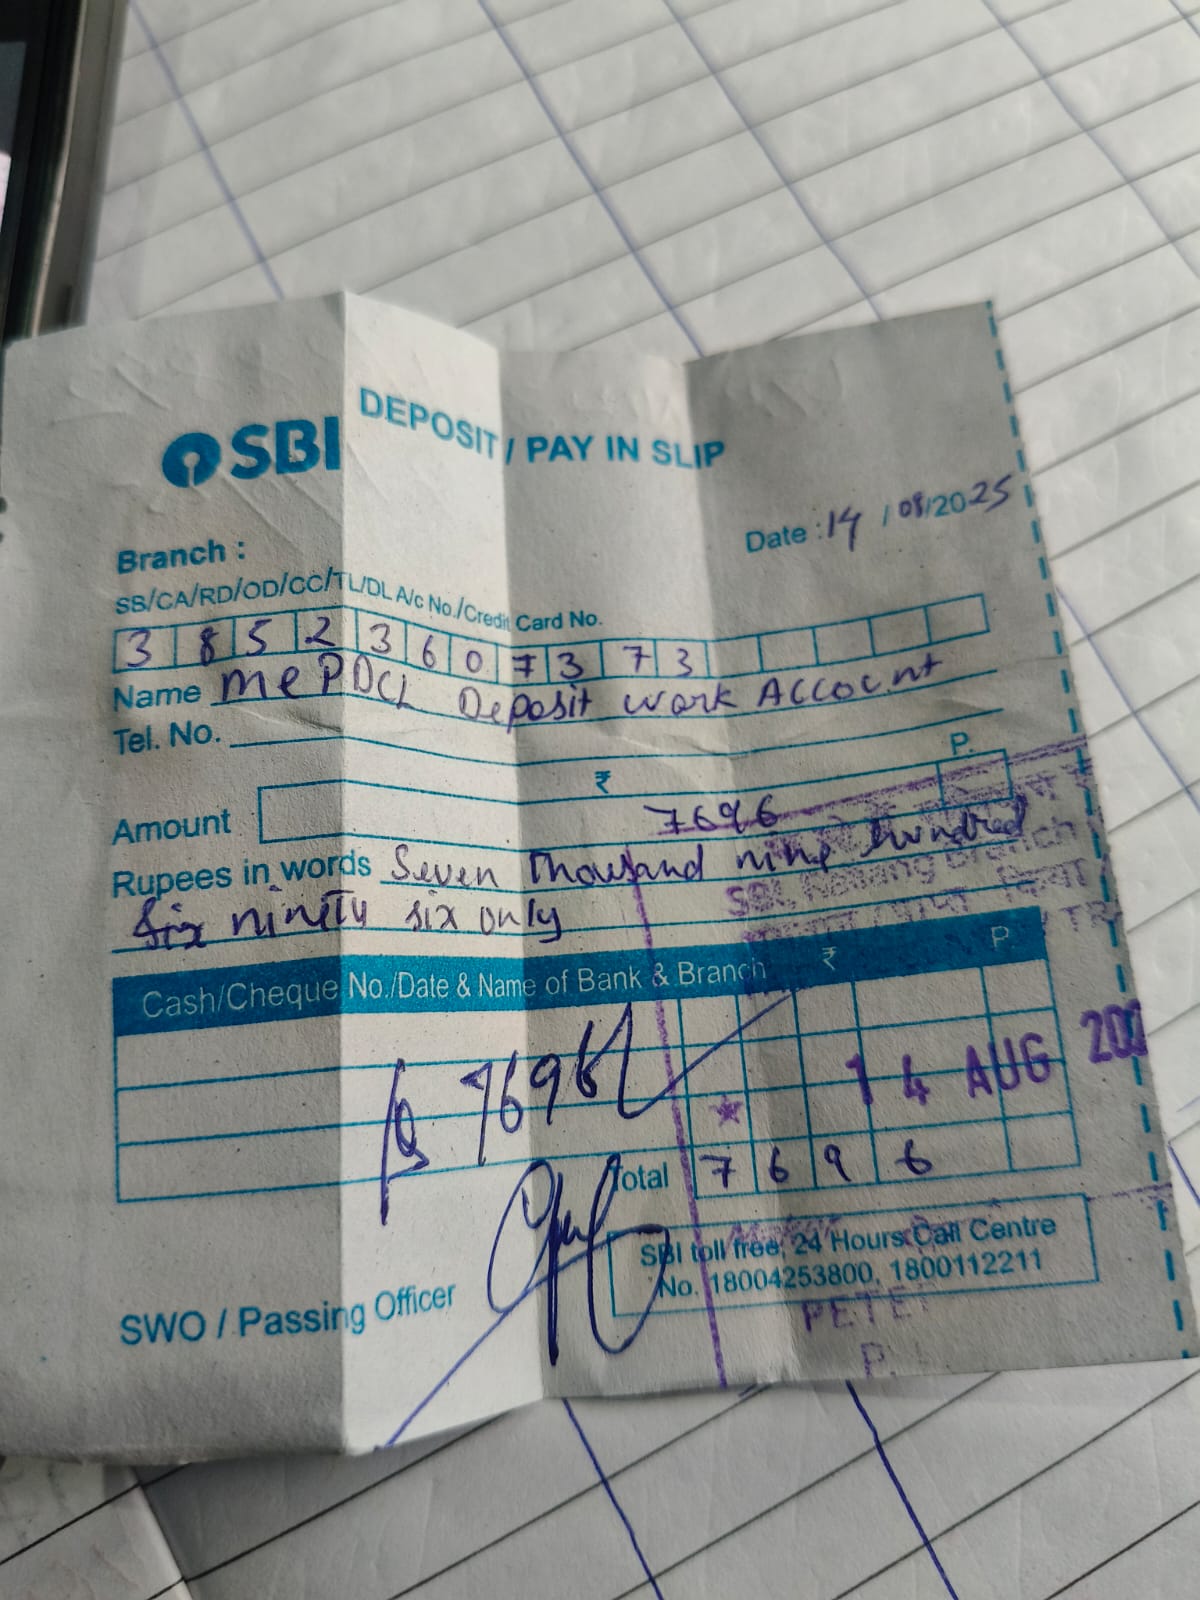 SBI DEPOSIT / PAY IN SLIP
Date : 14 / 08/2025
Branch :
SB/CA/RD/OD/CC/TL/DL A/c No./Credit Card No.
3 8 5 2 3 6 0 7 3 7 3
Name MePDCL Deposit work Account
Tel. No.
₹ P.
Amount 7696
Rupees in words Seven Thousand nine hundred
Six ninety six only
SBI, Branch
Cash/Cheque No./Date & Name of Bank & Branch ₹ P.
7696
14 AUG 202
Total 7 6 9 6
SBI toll free, 24 Hours Call Centre
No. 18004253800, 1800112211
SWO / Passing Officer
PETE
P.